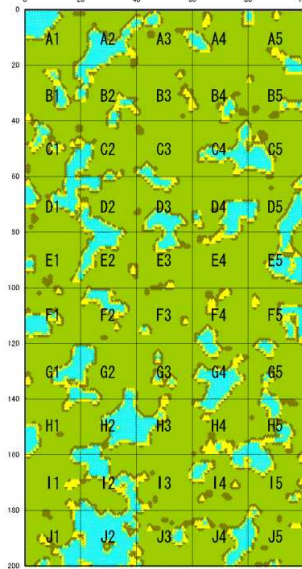 0 20 40 60 80
0
20
40
60
80
100
120
140
160
180
200
A1 A2 A3 A4 A5
B1 B2 B3 B4 B5
C1 C2 C3 C4 C5
D1 D2 D3 D4 D5
E1 E2 E3 E4 E5
F1 F2 F3 F4 F5
G1 G2 G3 G4 G5
H1 H2 H3 H4 H5
I1 I2 I3 I4 I5
J1 J2 J3 J4 J5